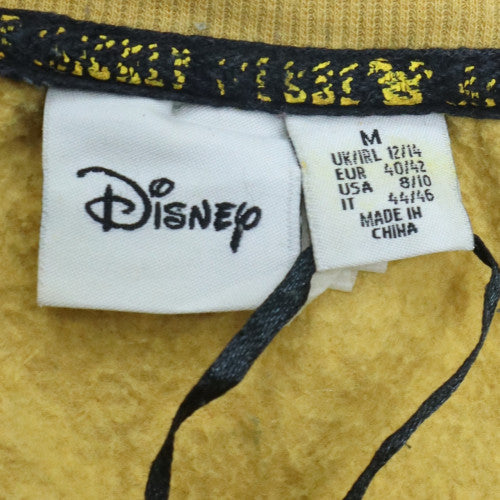 Disney
M
UK/IRL 12/14
EUR 40/42
USA 8/10
IT 44/46
MADE IN
CHINA